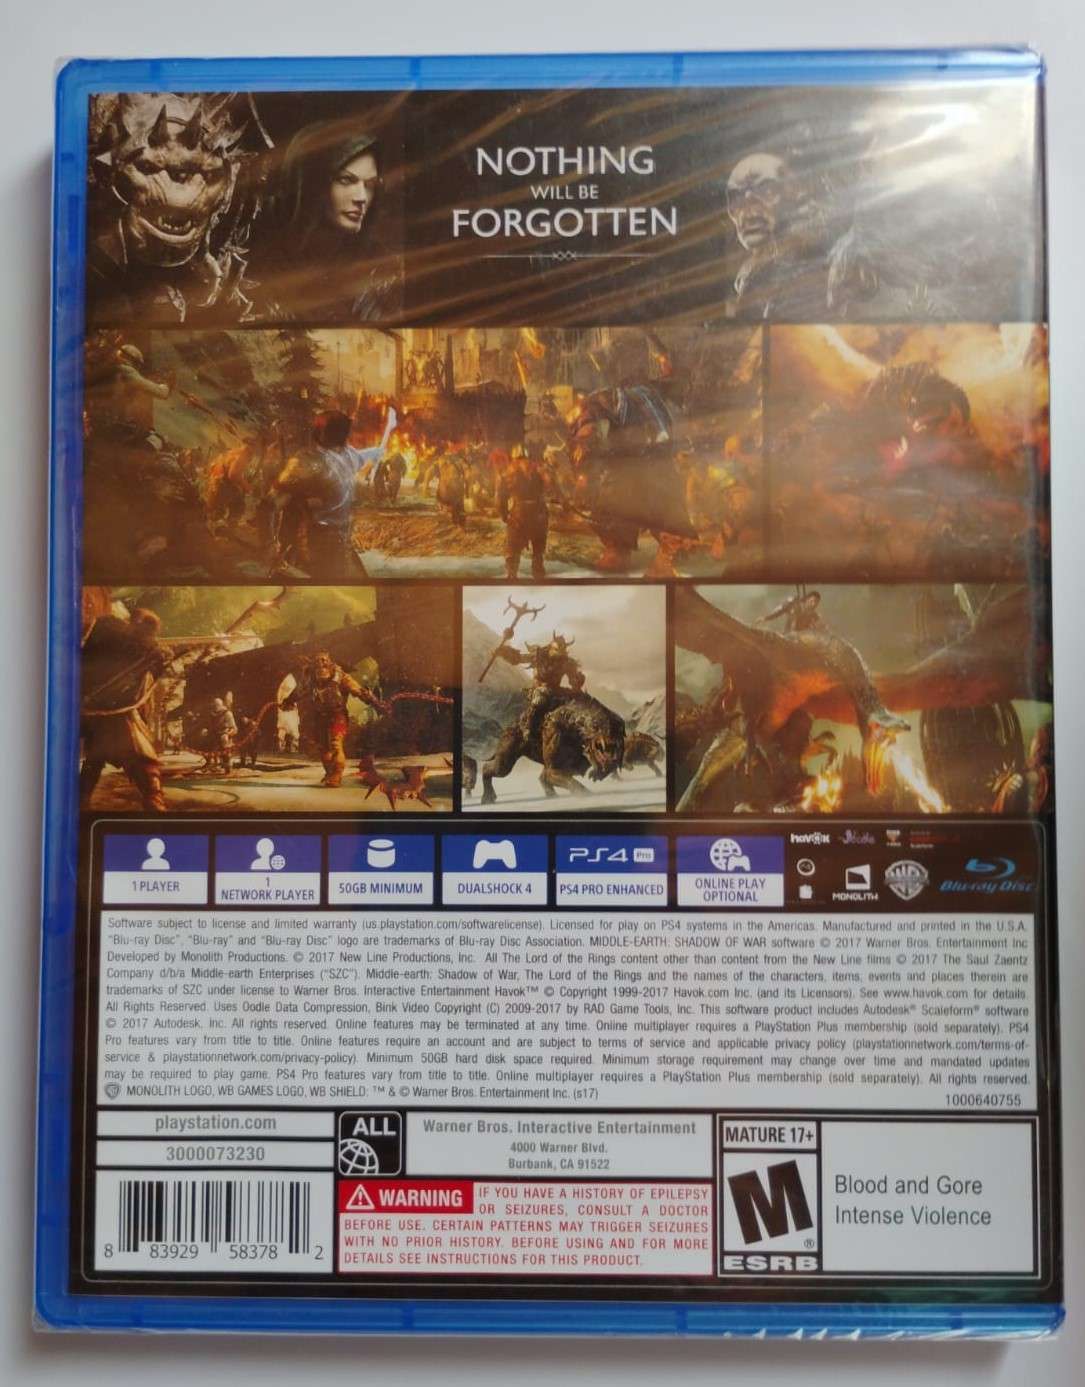 NOTHING
WILL BE
FORGOTTEN
1 PLAYER
1
NETWORK PLAYER
50GB MINIMUM
DUALSHOCK 4
PS4 Pro
PS4 PRO ENHANCED
ONLINE PLAY
OPTIONAL
havok
MONOLITH
Blu-ray Disc
Software subject to license and limited warranty (us.playstation.com/softwarelicense). Licensed for play on PS4 systems in the Americas. Manufactured and printed in the U.S.A.
"Blu-ray Disc", "Blu-ray" and "Blu-ray Disc" logo are trademarks of Blu-ray Disc Association. MIDDLE-EARTH: SHADOW OF WAR software © 2017 Warner Bros. Entertainment Inc
Developed by Monolith Productions. © 2017 New Line Productions, Inc. All The Lord of the Rings content other than content from the New Line films © 2017 The Saul Zaentz
Company d/b/a Middle-earth Enterprises ("SZC"). Middle-earth: Shadow of War, The Lord of the Rings and the names of the characters, items, events and places therein are
trademarks of SZC under license to Warner Bros. Interactive Entertainment Havok™ © Copyright 1999-2017 Havok.com Inc. (and its Licensors). See www.havok.com for details.
All Rights Reserved. Uses Oodle Data Compression, Bink Video Copyright (C) 2009-2017 by RAD Game Tools, Inc. This software product includes Autodesk® Scaleform® software
© 2017 Autodesk, Inc. All rights reserved. Online features may be terminated at any time. Online multiplayer requires a PlayStation Plus membership (sold separately). PS4
Pro features vary from title to title. Online features require an account and are subject to terms of service and applicable privacy policy (playstationnetwork.com/terms-of-
service & playstationnetwork.com/privacy-policy). Minimum 50GB hard disk space required. Minimum storage requirement may change over time and mandated updates
may be required to play game. PS4 Pro features vary from title to title. Online multiplayer requires a PlayStation Plus membership (sold separately). All rights reserved.
MONOLITH LOGO, WB GAMES LOGO, WB SHIELD: ™ & © Warner Bros. Entertainment Inc. (s17)
1000640755
playstation.com
3000073230
8 83929 58378 2
ALL
Warner Bros. Interactive Entertainment
4000 Warner Blvd.
Burbank, CA 91522
WARNING IF YOU HAVE A HISTORY OF EPILEPSY
OR SEIZURES, CONSULT A DOCTOR
BEFORE USE. CERTAIN PATTERNS MAY TRIGGER SEIZURES
WITH NO PRIOR HISTORY. BEFORE USING AND FOR MORE
DETAILS SEE INSTRUCTIONS FOR THIS PRODUCT.
MATURE 17+
M
®
ESRB
Blood and Gore
Intense Violence